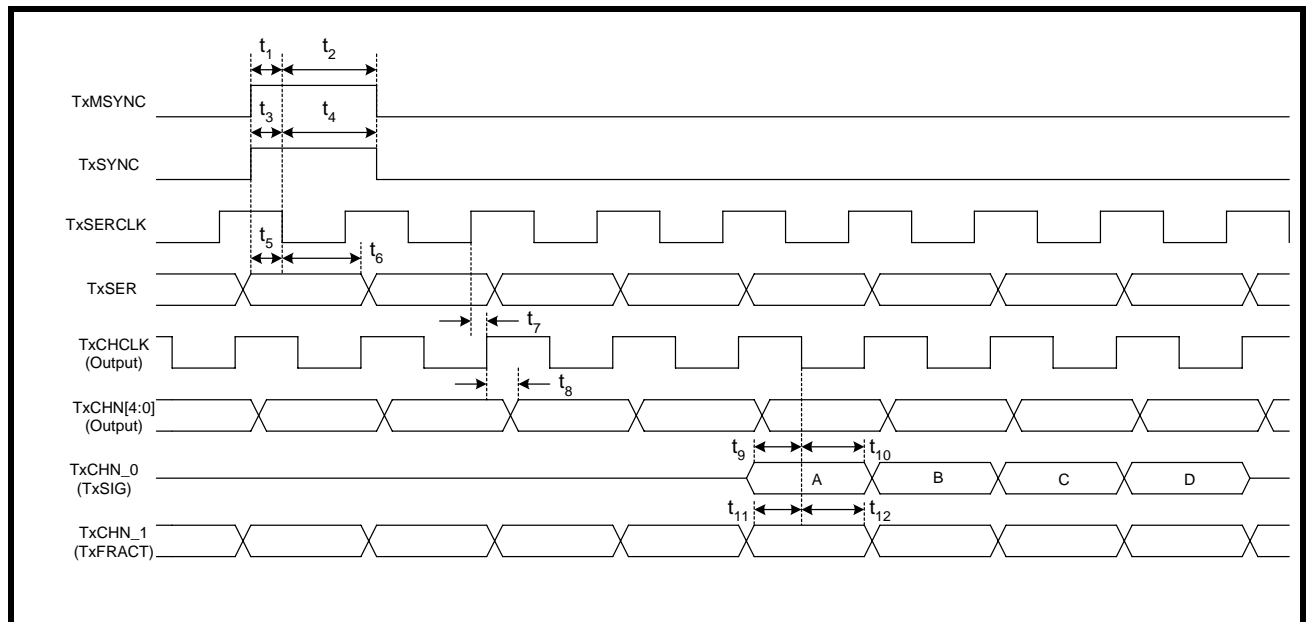 t1 t2
TxMSYNC
t3 t4
TxSYNC
TxSERCLK
t5 t6
TxSER
t7
TxCHCLK
(Output)
t8
TxCHN[4:0]
(Output)
t9 t10
TxCHN_0
(TxSIG)
A B C D
t11 t12
TxCHN_1
(TxFRACT)